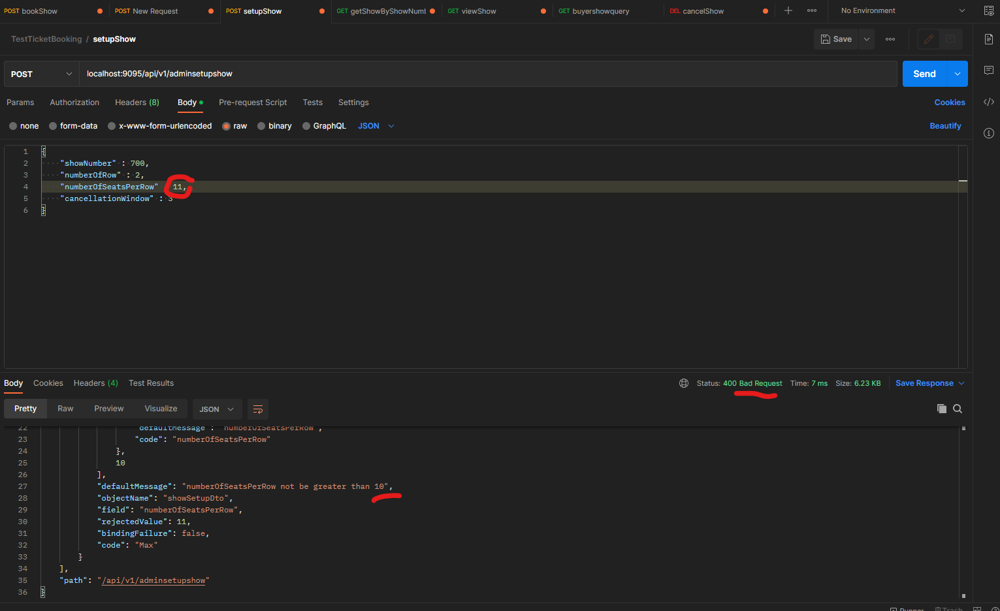 POST bookShow POST New Request POST setupShow GET getShowByShowNumb GET viewShow GET buyershowquery DEL cancelShow No Environment
TestTicketBooking / setupShow Save
POST localhost:9095/api/v1/adminsetupshow Send
Params Authorization Headers (8) Body Pre-request Script Tests Settings Cookies
none form-data x-www-form-urlencoded raw binary GraphQL JSON Beautify
1 {
2 "showNumber" : 700,
3 "numberOfRow" : 2,
4 "numberOfSeatsPerRow" 11,
5 "cancellationWindow" : 3
6 }
Body Cookies Headers (4) Test Results Status: 400 Bad Request Time: 7 ms Size: 6.23 KB Save Response
Pretty Raw Preview Visualize JSON
22 "defaultMessage": "numberOfSeatsPerRow",
23 "code": "numberOfSeatsPerRow"
24 },
25 10
26 ],
27 "defaultMessage": "numberOfSeatsPerRow not be greater than 10",
28 "objectName": "showSetupDto",
29 "field": "numberOfSeatsPerRow",
30 "rejectedValue": 11,
31 "bindingFailure": false,
32 "code": "Max"
33 }
34 ],
35 "path": "/api/v1/adminsetupshow"
36 }
Runner Trash